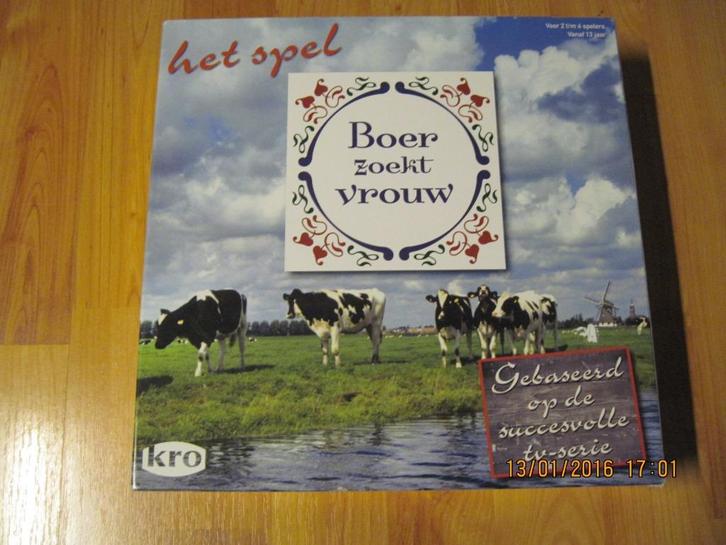 het spel
Voor 2 t/m 6 spelers
Vanaf 13 jaar
Boer
zoekt
vrouw
Gebaseerd
op de
succesvolle
tv-serie
kro
13/01/2016 17:01